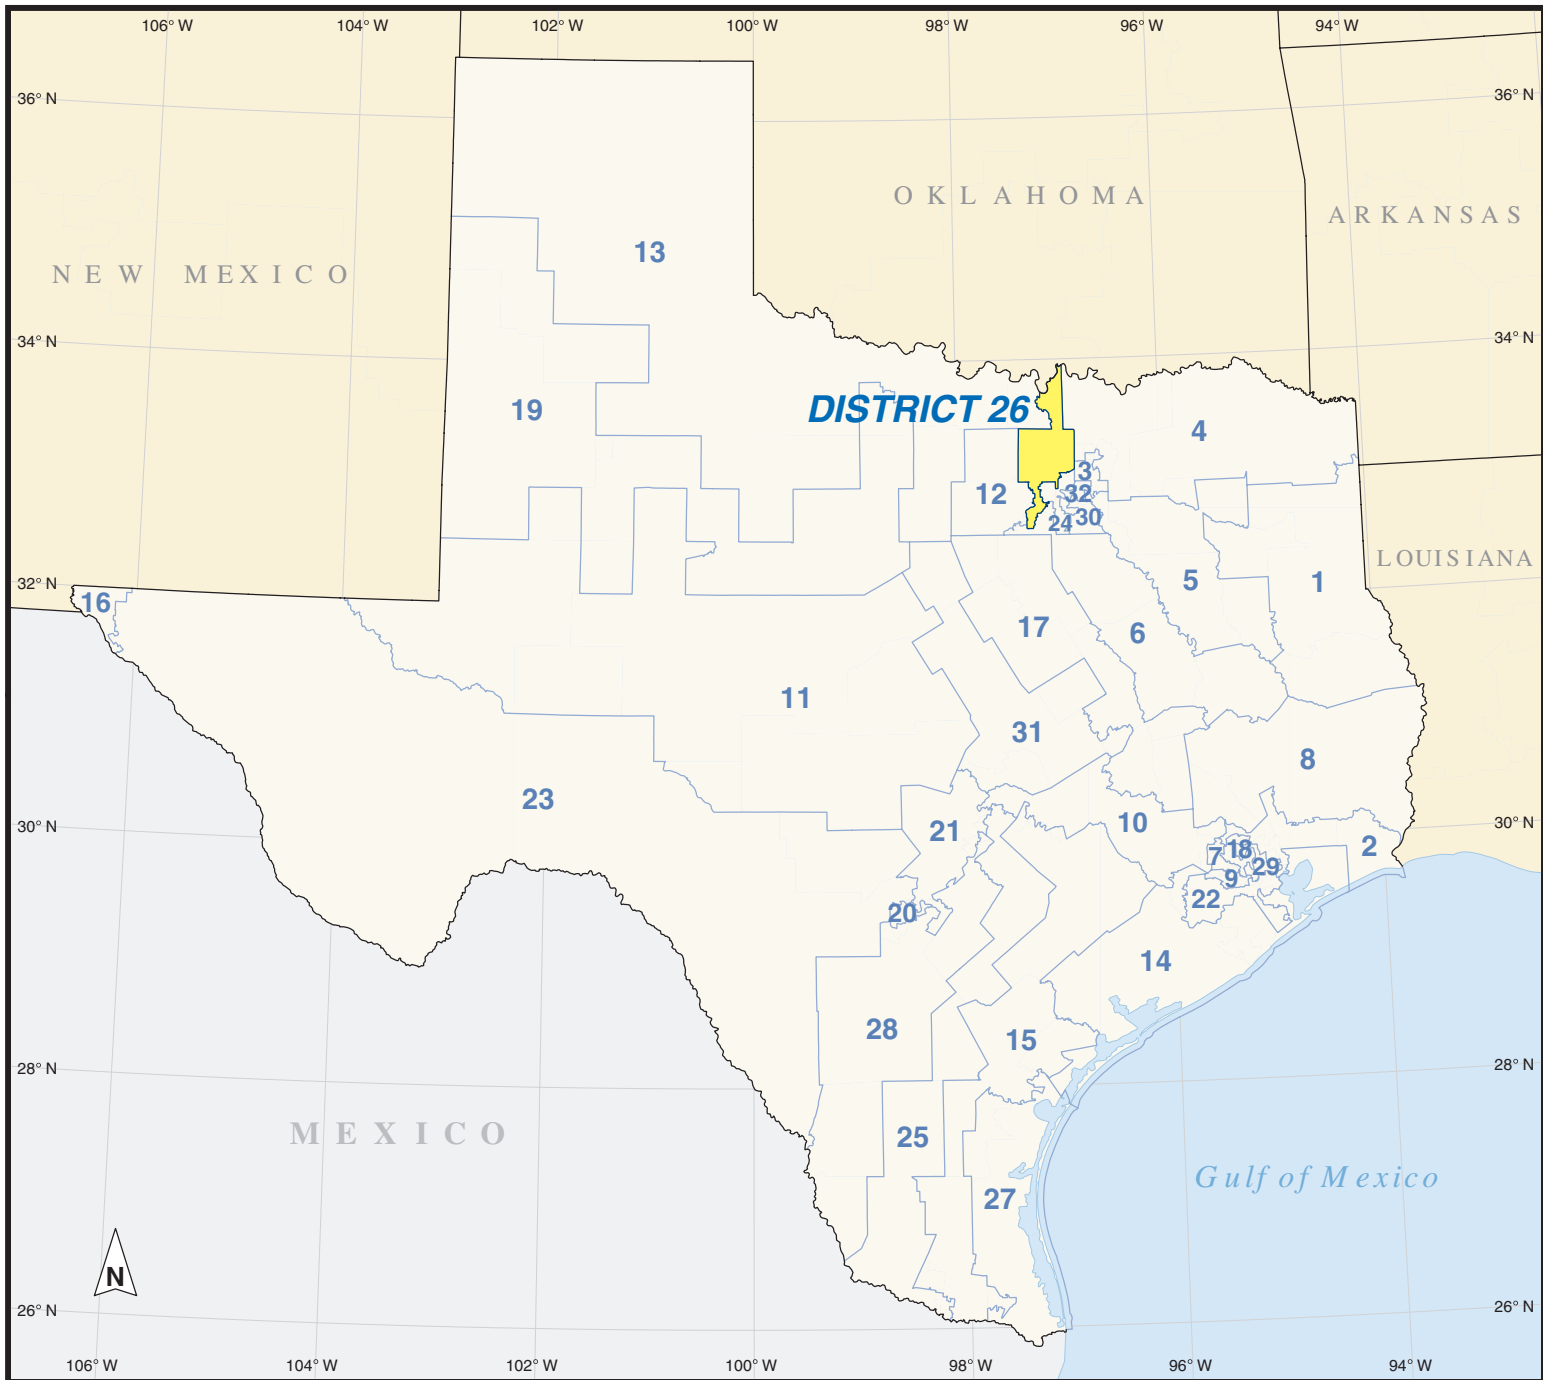 106° W 104° W 102° W 100° W 98° W 96° W 94° W
36° N 36° N
OKLAHOMA
ARKANSAS
13
NEW MEXICO
34° N 34° N
DISTRICT 26
19
4
3
12 32
30
24
LOUISIANA
32° N 5 1
16
17 6
11
31
8
23
30° N 21 10 30° N
2
7 18
29
9
22
20
14
28 15
28° N 28° N
MEXICO 25
Gulf of Mexico
27
N
26° N 26° N
106° W 104° W 102° W 100° W 98° W 96° W 94° W